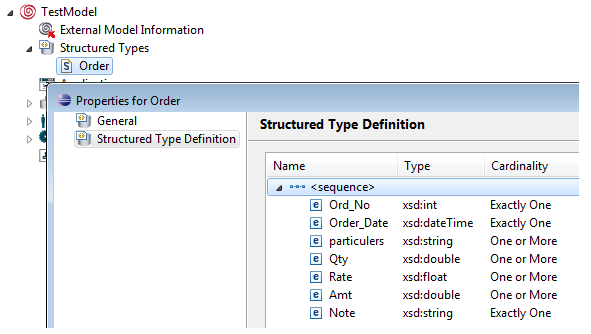 TestModel
External Model Information
Structured Types
Order
Properties for Order
General
Structured Type Definition
Structured Type Definition
Name Type Cardinality
<sequence>
Ord_No xsd:int Exactly One
Order_Date xsd:dateTime Exactly One
particulers xsd:string One or More
Qty xsd:double One or More
Rate xsd:float One or More
Amt xsd:double One or More
Note xsd:string Exactly One